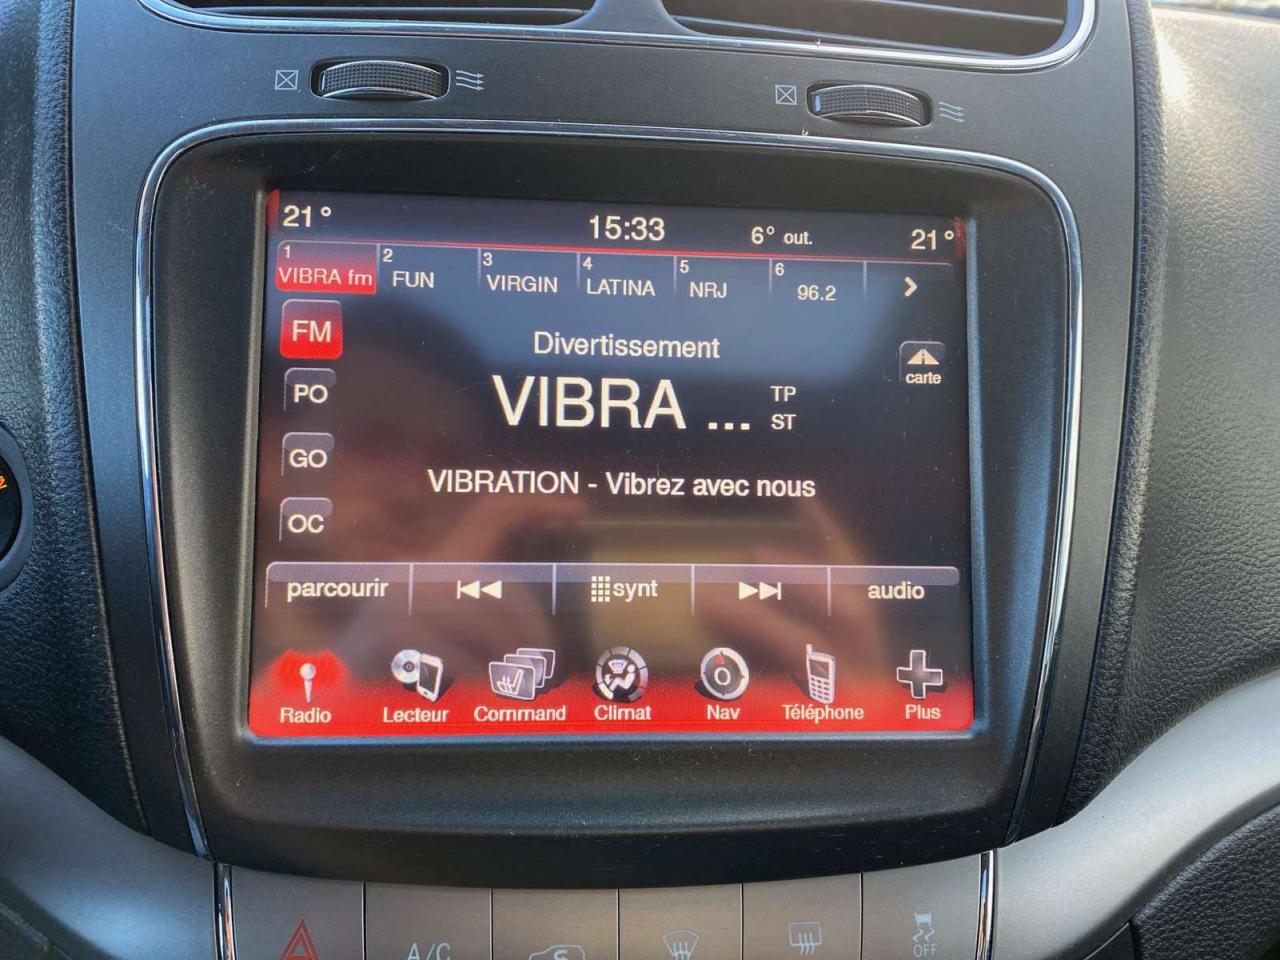 21° 15:33 6° out. 21°
1 2 3 4 5 6
VIBRA fm FUN VIRGIN LATINA NRJ 96.2
FM
Divertissement
carte
PO
VIBRA ... TP
ST
GO
VIBRATION - Vibrez avec nous
OC
parcourir synt audio
Radio Lecteur Command Climat Nav Téléphone Plus
A/C OFF